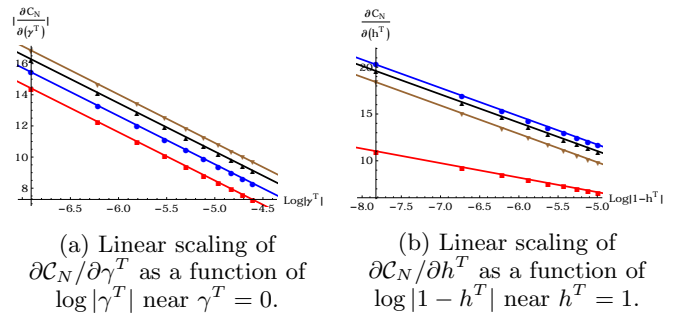 |∂C_N/∂(γ^T)|
16
14
12
10
8
-6.5 -6.0 -5.5 -5.0 -4.5
Log|γ^T|
∂C_N/∂(h^T)
20
15
10
-8.0 -7.5 -7.0 -6.5 -6.0 -5.5 -5.0
Log|1-h^T|
(a) Linear scaling of
∂C_N/∂γ^T as a function of
log |γ^T| near γ^T = 0.
(b) Linear scaling of
∂C_N/∂h^T as a function of
log |1 − h^T| near h^T = 1.